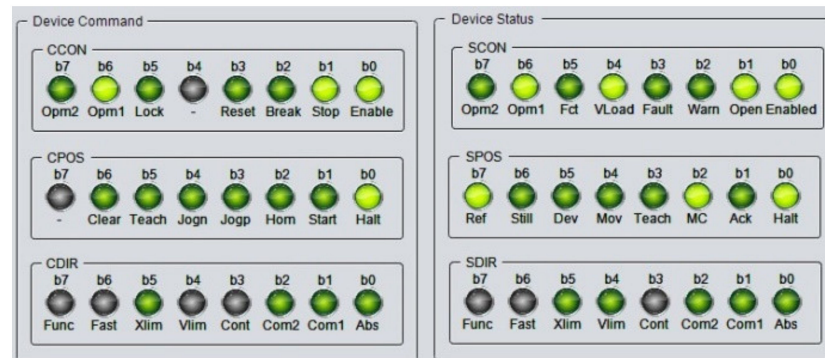 Device Command
CCON
b7 b6 b5 b4 b3 b2 b1 b0
Opm2 Opm1 Lock - Reset Break Stop Enable
CPOS
b7 b6 b5 b4 b3 b2 b1 b0
- Clear Teach Jogn Jogp Hom Start Halt
CDIR
b7 b6 b5 b4 b3 b2 b1 b0
Func Fast Xlim Vlim Cont Com2 Com1 Abs
Device Status
SCON
b7 b6 b5 b4 b3 b2 b1 b0
Opm2 Opm1 Fct VLoad Fault Warn Open Enabled
SPOS
b7 b6 b5 b4 b3 b2 b1 b0
Ref Still Dev Mov Teach MC Ack Halt
SDIR
b7 b6 b5 b4 b3 b2 b1 b0
Func Fast Xlim Vlim Cont Com2 Com1 Abs